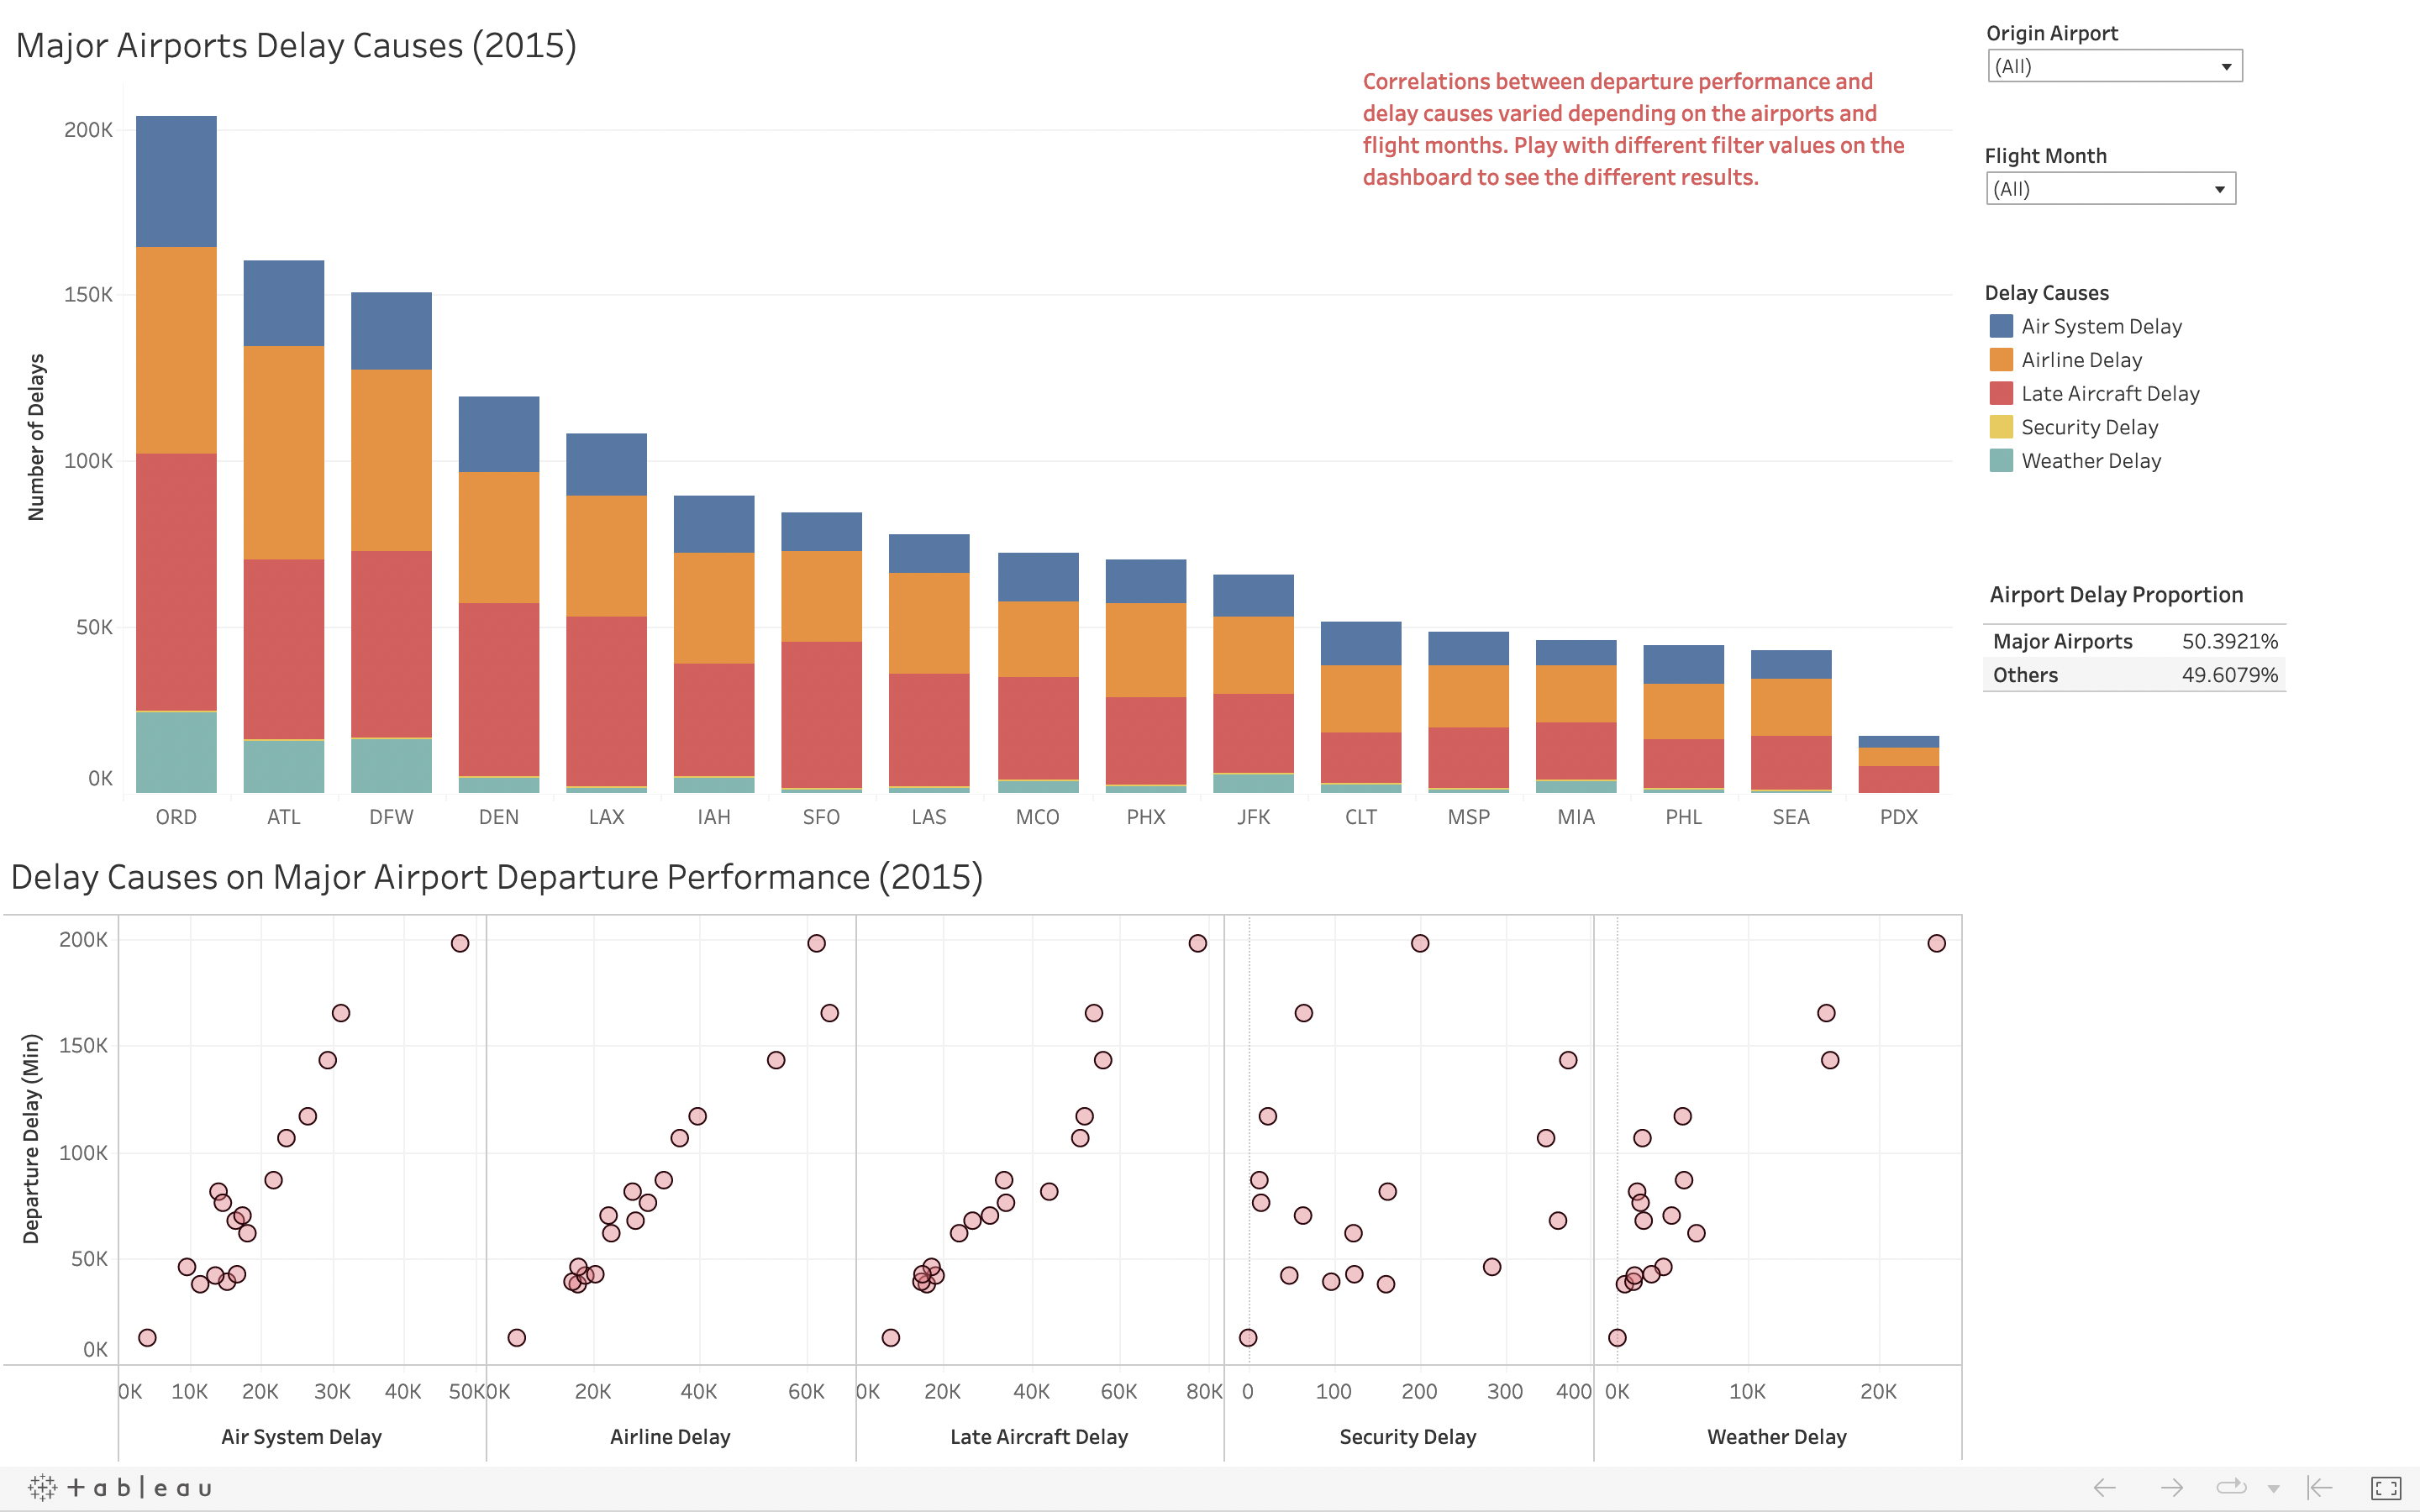 Major Airports Delay Causes (2015)
Correlations between departure performance and
delay causes varied depending on the airports and
flight months. Play with different filter values on the
dashboard to see the different results.
Number of Delays
200K
150K
100K
50K
0K
ORD ATL DFW DEN LAX IAH SFO LAS MCO PHX JFK CLT MSP MIA PHL SEA PDX
Origin Airport
(All)
Flight Month
(All)
Delay Causes
Air System Delay
Airline Delay
Late Aircraft Delay
Security Delay
Weather Delay
Airport Delay Proportion
Major Airports 50.3921%
Others 49.6079%
Delay Causes on Major Airport Departure Performance (2015)
Departure Delay (Min)
200K
150K
100K
50K
0K
0K 10K 20K 30K 40K 50K 0K 20K 40K 60K 0K 20K 40K 60K 80K 0 100 200 300 400 0K 10K 20K
Air System Delay Airline Delay Late Aircraft Delay Security Delay Weather Delay
+ableau